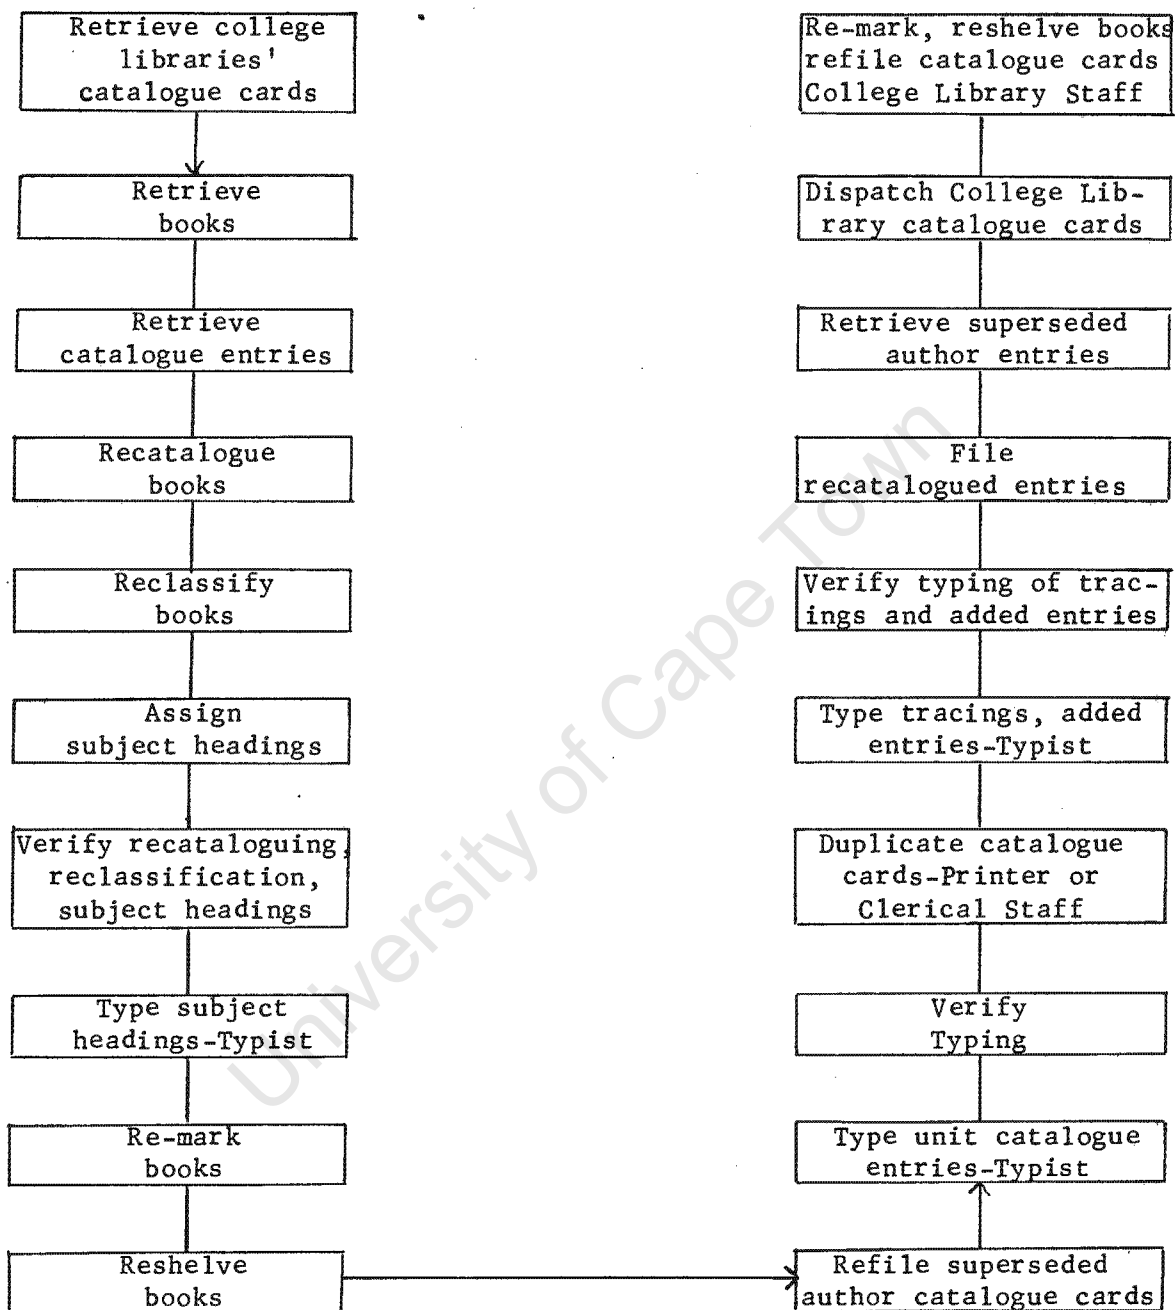 Retrieve college
libraries'
catalogue cards
Retrieve
books
Retrieve
catalogue entries
Recatalogue
books
Reclassify
books
Assign
subject headings
Verify recataloguing,
reclassification,
subject headings
Type subject
headings-Typist
Re-mark
books
Reshelve
books
Refile superseded
author catalogue cards
Type unit catalogue
entries-Typist
Verify
Typing
Duplicate catalogue
cards-Printer or
Clerical Staff
Type tracings, added
entries-Typist
Verify typing of trac-
ings and added entries
File
recatalogued entries
Retrieve superseded
author entries
Dispatch College Lib-
rary catalogue cards
Re-mark, reshelve books
refile catalogue cards
College Library Staff
University of Cape Town